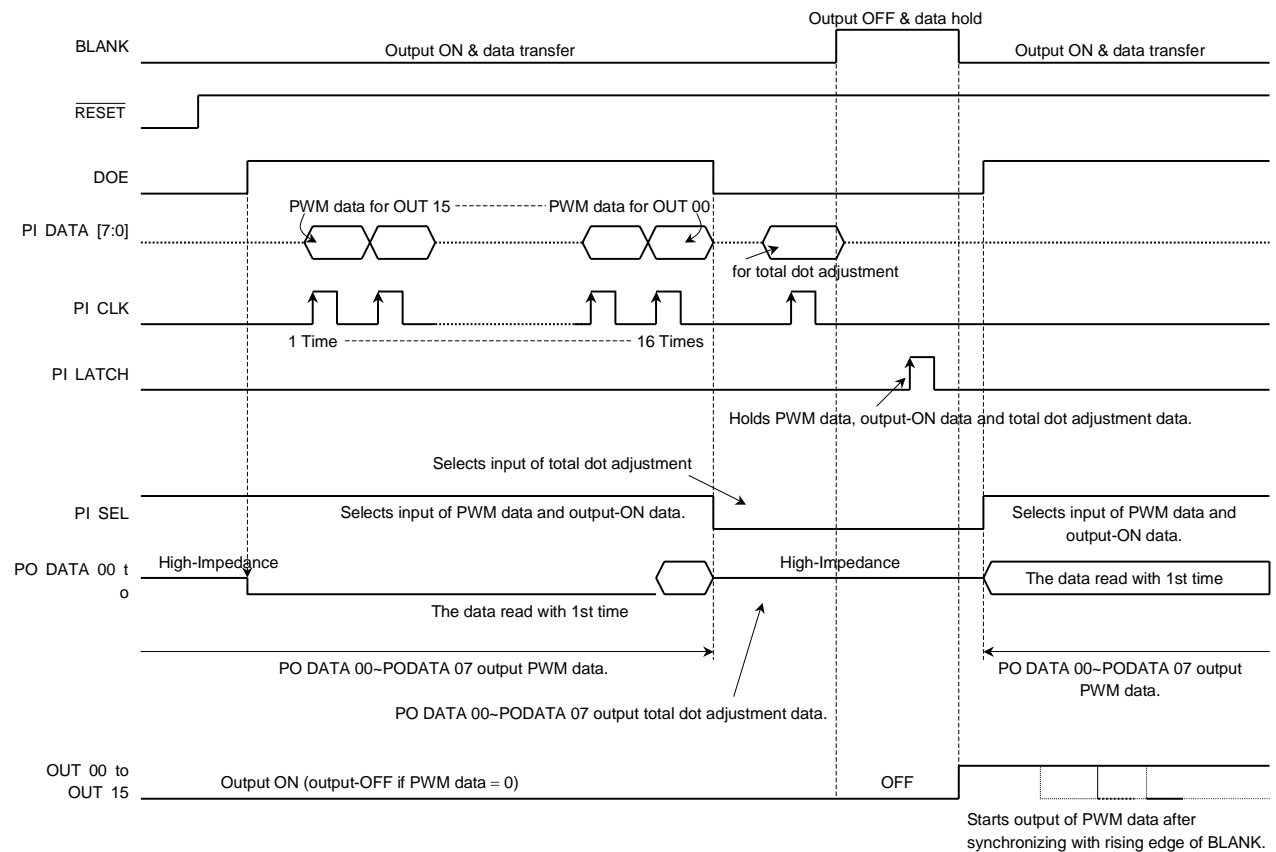 Output OFF & data hold
BLANK
Output ON & data transfer
Output ON & data transfer
RESET
DOE
PWM data for OUT 15
PWM data for OUT 00
PI DATA [7:0]
for total dot adjustment
PI CLK
1 Time
16 Times
PI LATCH
Holds PWM data, output-ON data and total dot adjustment data.
Selects input of total dot adjustment
PI SEL
Selects input of PWM data and output-ON data.
Selects input of PWM data and
output-ON data.
PO DATA 00 t
o
High-Impedance
High-Impedance
The data read with 1st time
The data read with 1st time
PO DATA 00~PODATA 07 output PWM data.
PO DATA 00~PODATA 07 output
PWM data.
PO DATA 00~PODATA 07 output total dot adjustment data.
OUT 00 to
OUT 15
Output ON (output-OFF if PWM data = 0)
OFF
Starts output of PWM data after
synchronizing with rising edge of BLANK.